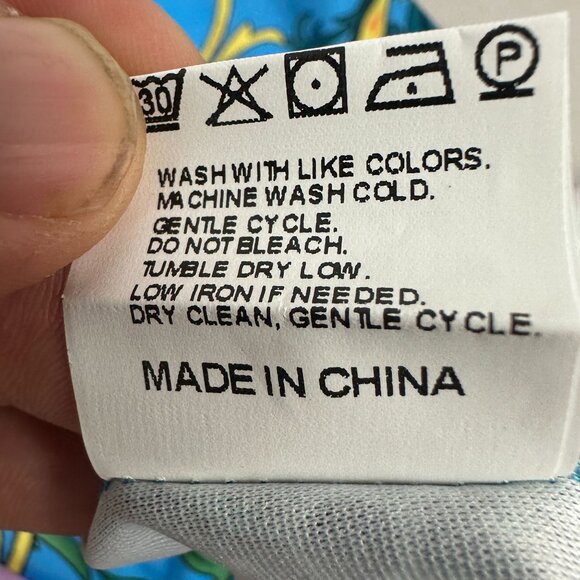 30 P
WASH WITH LIKE COLORS.
MACHINE WASH COLD.
GENTLE CYCLE.
DO NOT BLEACH.
TUMBLE DRY LOW.
LOW IRON IF NEEDED.
DRY CLEAN, GENTLE CYCLE.
MADE IN CHINA